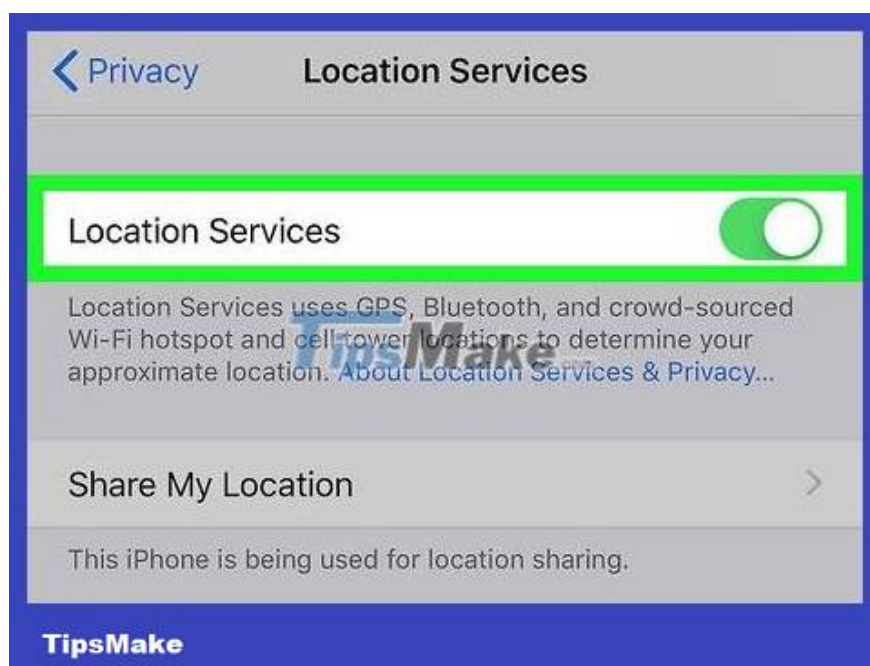 Privacy
Location Services
Location Services
Location Services uses GPS, Bluetooth, and crowd-sourced
Wi-Fi hotspot and cell tower locations to determine your
approximate location. About Location Services & Privacy...
TipsMake
Share My Location
This iPhone is being used for location sharing.
TipsMake